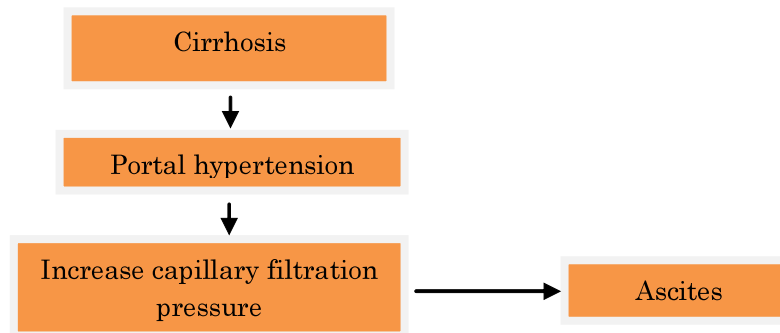 Cirrhosis
Portal hypertension
Increase capillary filtration
pressure
Ascites